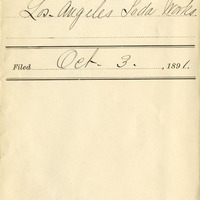 Los Angeles Soda Works.
Filed Oct. 3. , 1891.